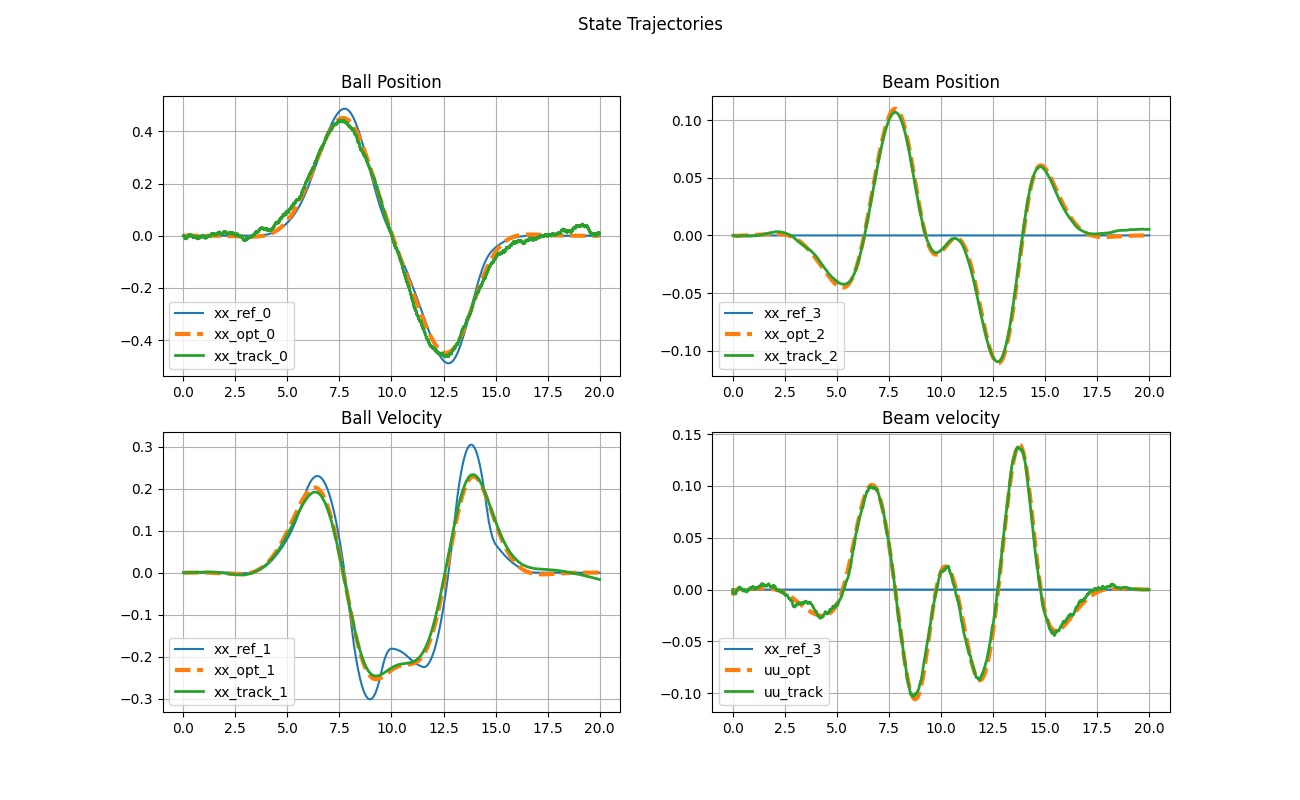 State Trajectories
Ball Position
0.4
0.2
0.0
−0.2
−0.4
xx_ref_0
xx_opt_0
xx_track_0
0.0 2.5 5.0 7.5 10.0 12.5 15.0 17.5 20.0
Beam Position
0.10
0.05
0.00
−0.05
−0.10
xx_ref_3
xx_opt_2
xx_track_2
0.0 2.5 5.0 7.5 10.0 12.5 15.0 17.5 20.0
Ball Velocity
0.3
0.2
0.1
0.0
−0.1
−0.2
−0.3
xx_ref_1
xx_opt_1
xx_track_1
0.0 2.5 5.0 7.5 10.0 12.5 15.0 17.5 20.0
Beam velocity
0.15
0.10
0.05
0.00
−0.05
−0.10
xx_ref_3
uu_opt
uu_track
0.0 2.5 5.0 7.5 10.0 12.5 15.0 17.5 20.0